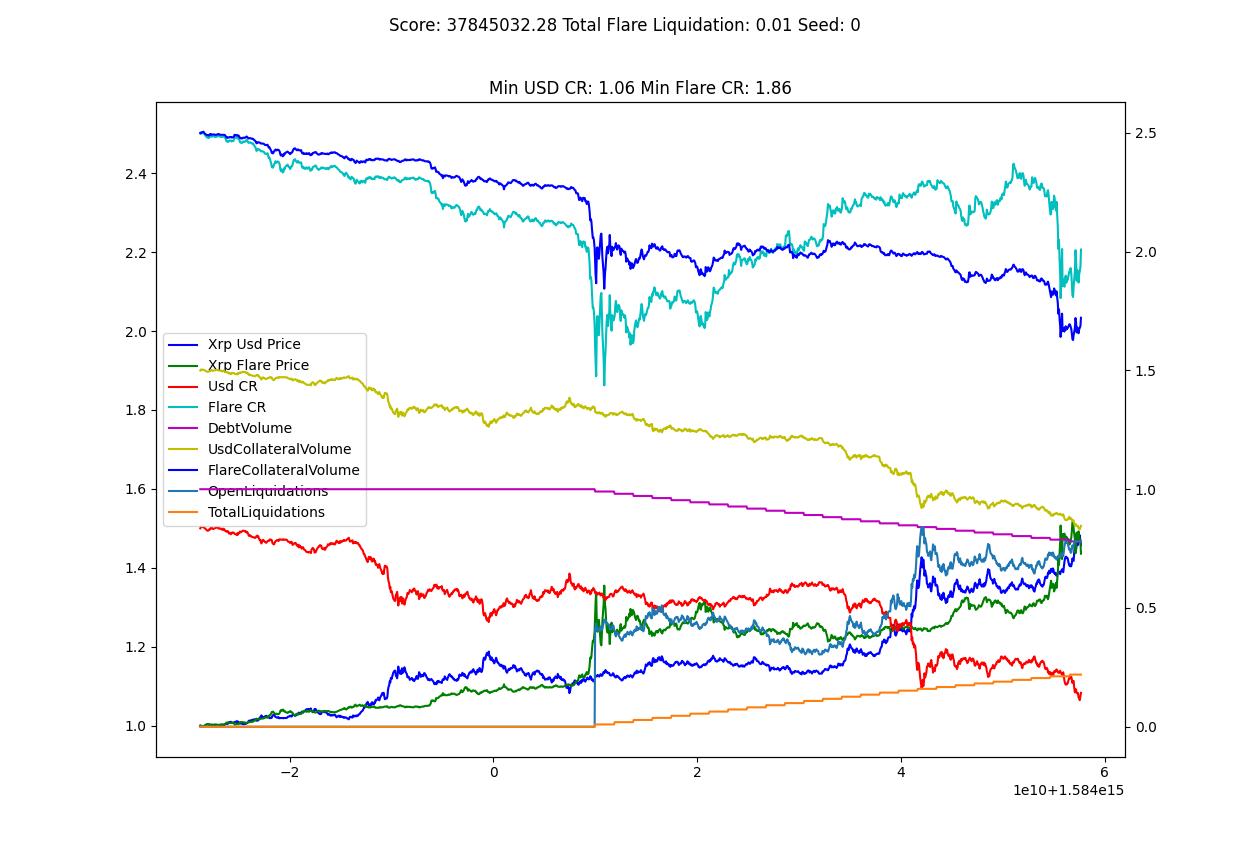 Score: 37845032.28 Total Flare Liquidation: 0.01 Seed: 0
Min USD CR: 1.06 Min Flare CR: 1.86
2.4
2.2
2.0
1.8
1.6
1.4
1.2
1.0
Xrp Usd Price
Xrp Flare Price
Usd CR
Flare CR
DebtVolume
UsdCollateralVolume
FlareCollateralVolume
OpenLiquidations
TotalLiquidations
2.5
2.0
1.5
1.0
0.5
0.0
−2
0
2
4
6
1e10+1.584e15